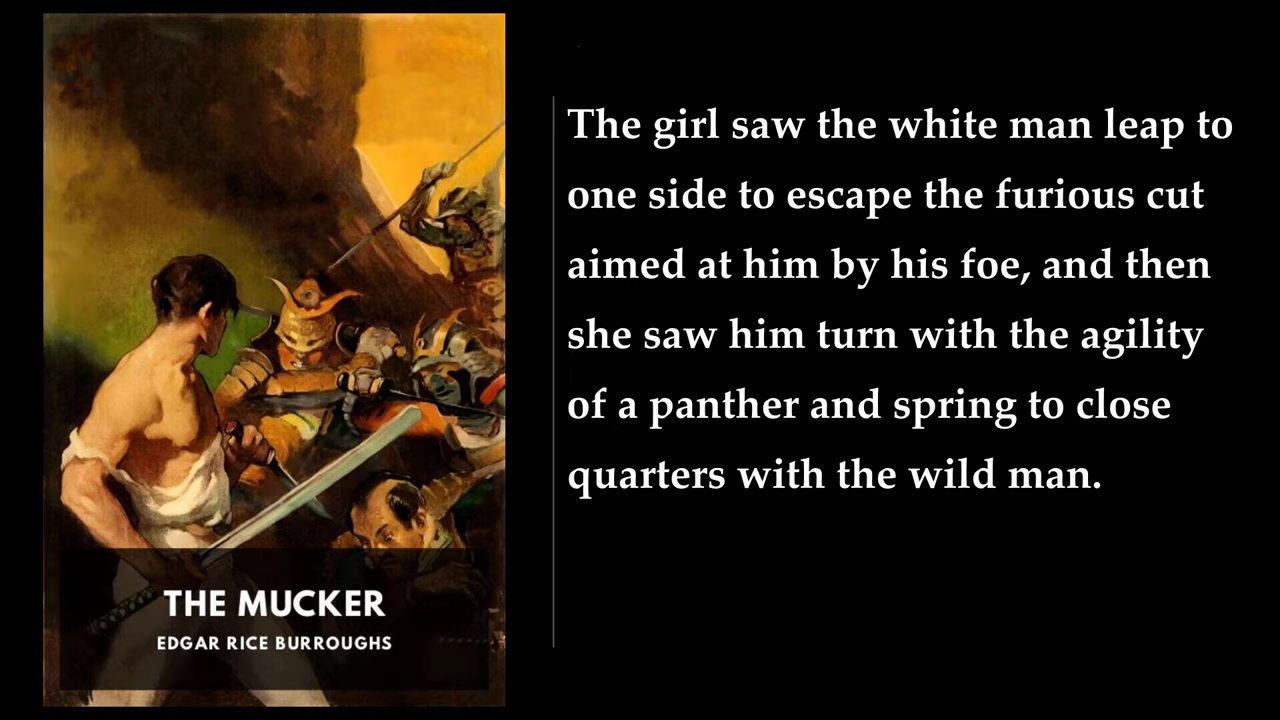 THE MUCKER
EDGAR RICE BURROUGHS
The girl saw the white man leap to
one side to escape the furious cut
aimed at him by his foe, and then
she saw him turn with the agility
of a panther and spring to close
quarters with the wild man.